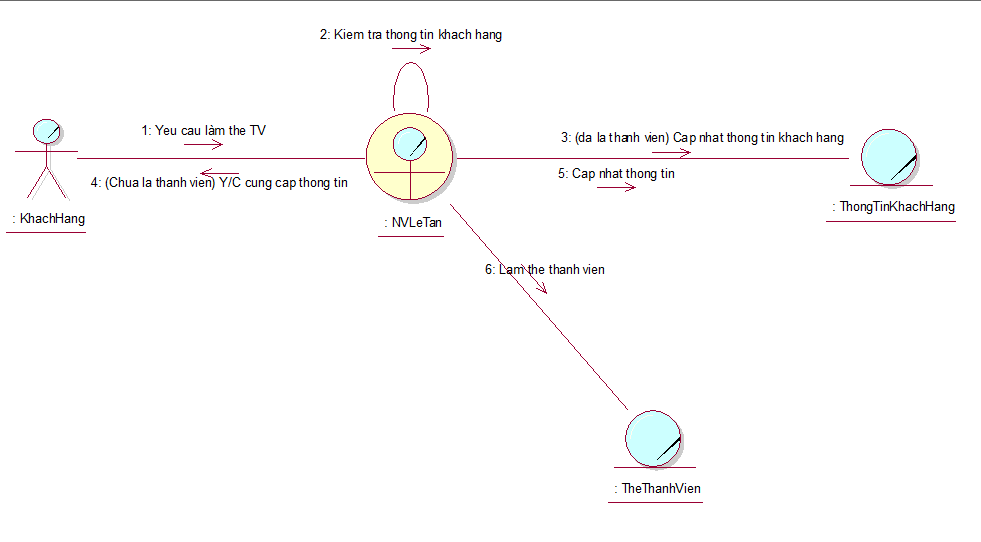 2: Kiem tra thong tin khach hang
1: Yeu cau làm the TV
3: (da la thanh vien) Cap nhat thong tin khach hang
4: (Chua la thanh vien) Y/C cung cap thong tin
5: Cap nhat thong tin
: KhachHang
: NVLeTan
: ThongTinKhachHang
6: Lam the thanh vien
: TheThanhVien